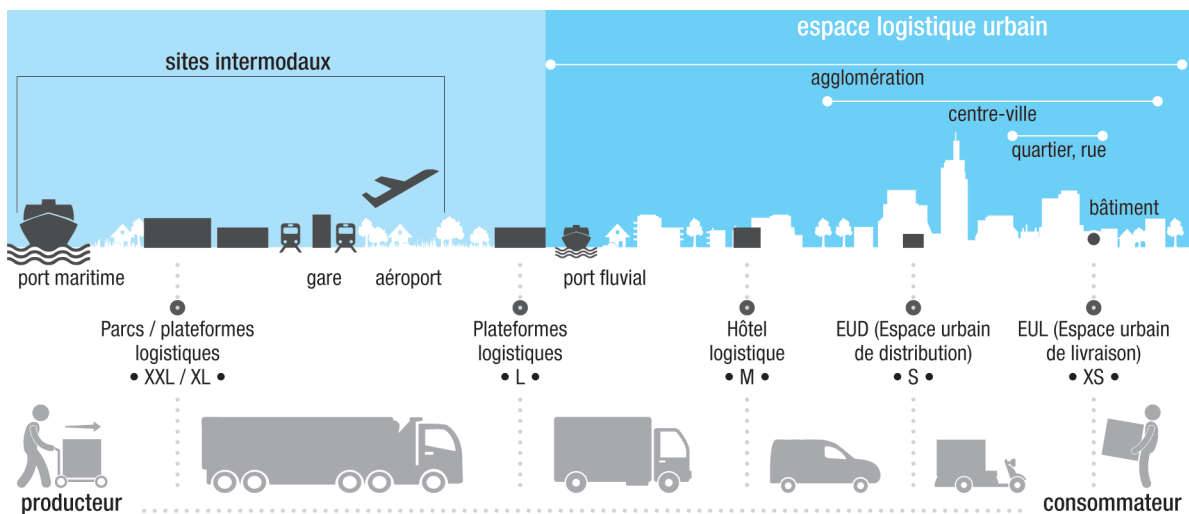 espace logistique urbain
sites intermodaux
agglomération
centre-ville
quartier, rue
bâtiment
port maritime
gare
aéroport
port fluvial
Parcs / plateformes
logistiques
• XXL / XL •
Plateformes
logistiques
• L •
Hôtel
logistique
• M •
EUD (Espace urbain
de distribution)
• S •
EUL (Espace urbain
de livraison)
• XS •
producteur
consommateur